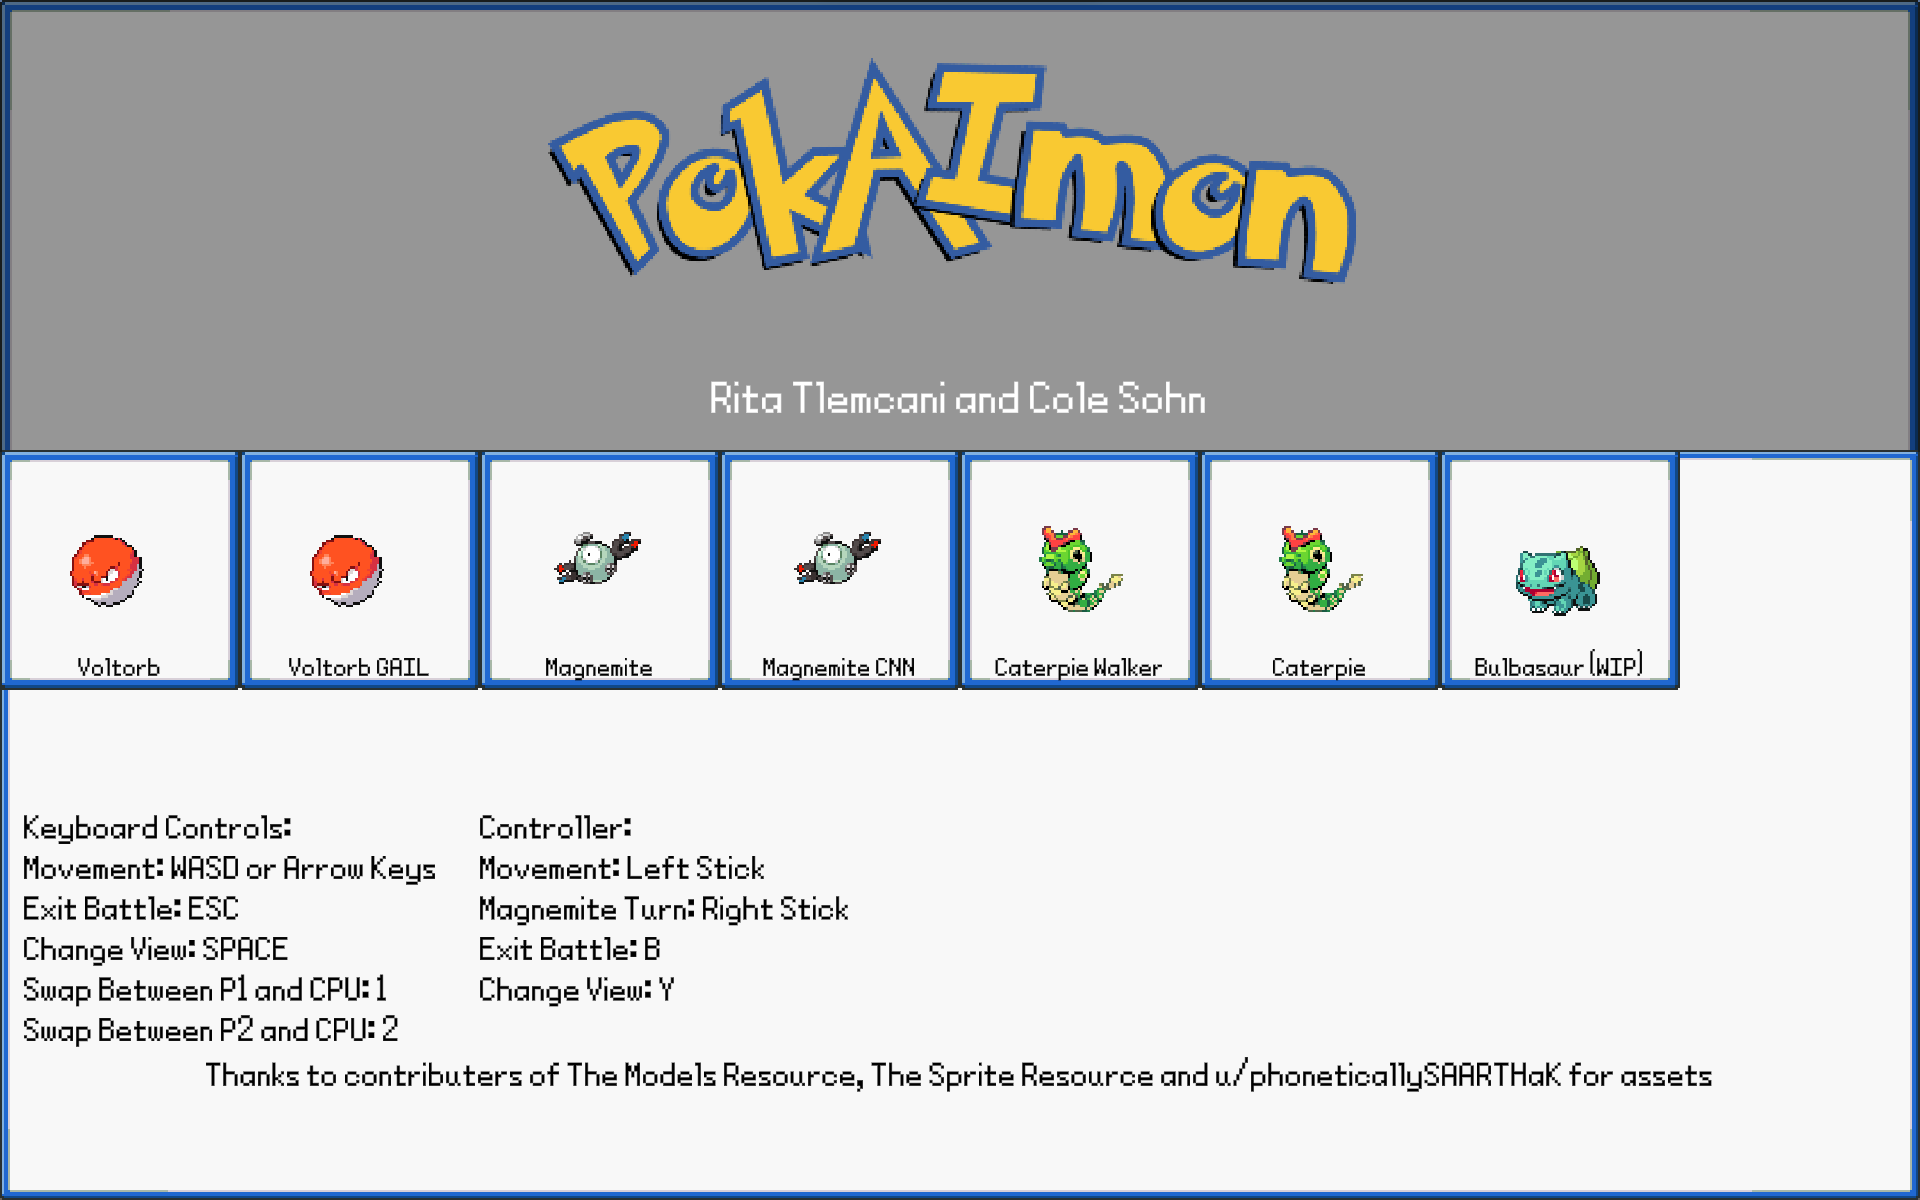 PokAImon
Rita Tlemcani and Cole Sohn
Voltorb
Voltorb GAIL
Magnemite
Magnemite CNN
Caterpie Walker
Caterpie
Bulbasaur (WIP)
Keyboard Controls:
Movement: WASD or Arrow Keys
Exit Battle: ESC
Change View: SPACE
Swap Between P1 and CPU: 1
Swap Between P2 and CPU: 2
Controller:
Movement: Left Stick
Magnemite Turn: Right Stick
Exit Battle: B
Change View: Y
Thanks to contributers of The Models Resource, The Sprite Resource and u/phoneticallySAARTHaK for assets